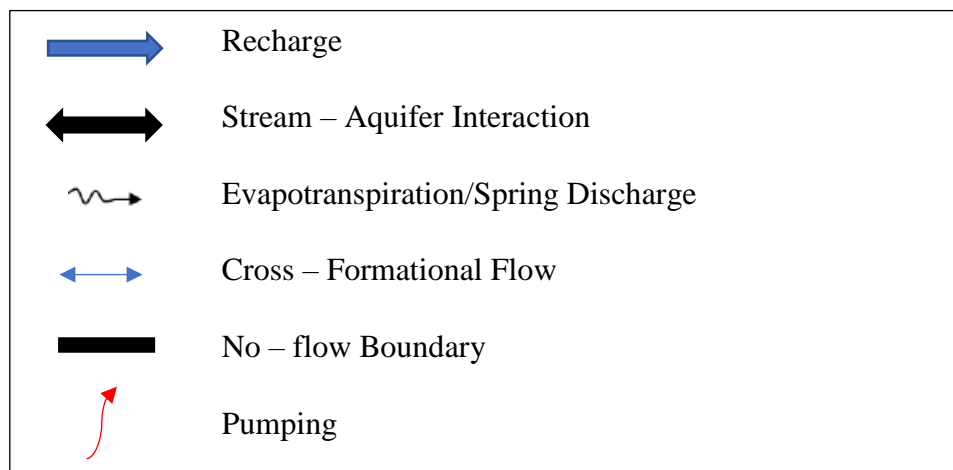 Recharge
Stream – Aquifer Interaction
Evapotranspiration/Spring Discharge
Cross – Formational Flow
No – flow Boundary
Pumping